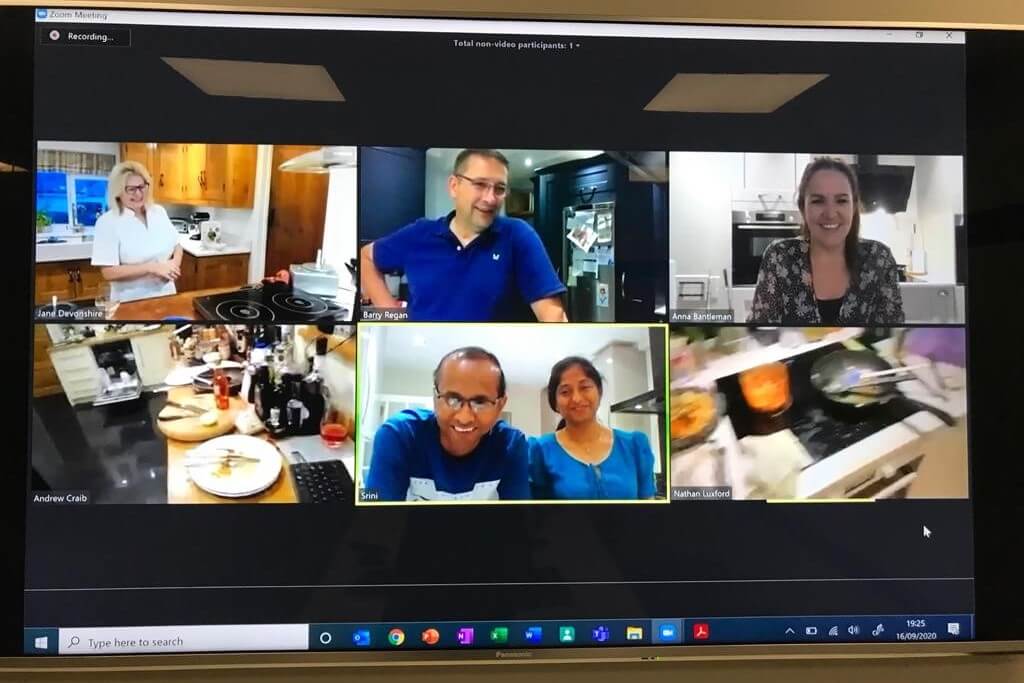 Zoom Meeting
Recording...
Total non-video participants: 1
Jane Devonshire
Barry Regan
Anna Bantleman
Andrew Craib
Srini
Nathan Luxford
Type here to search
19:25
16/09/2020
Panasonic